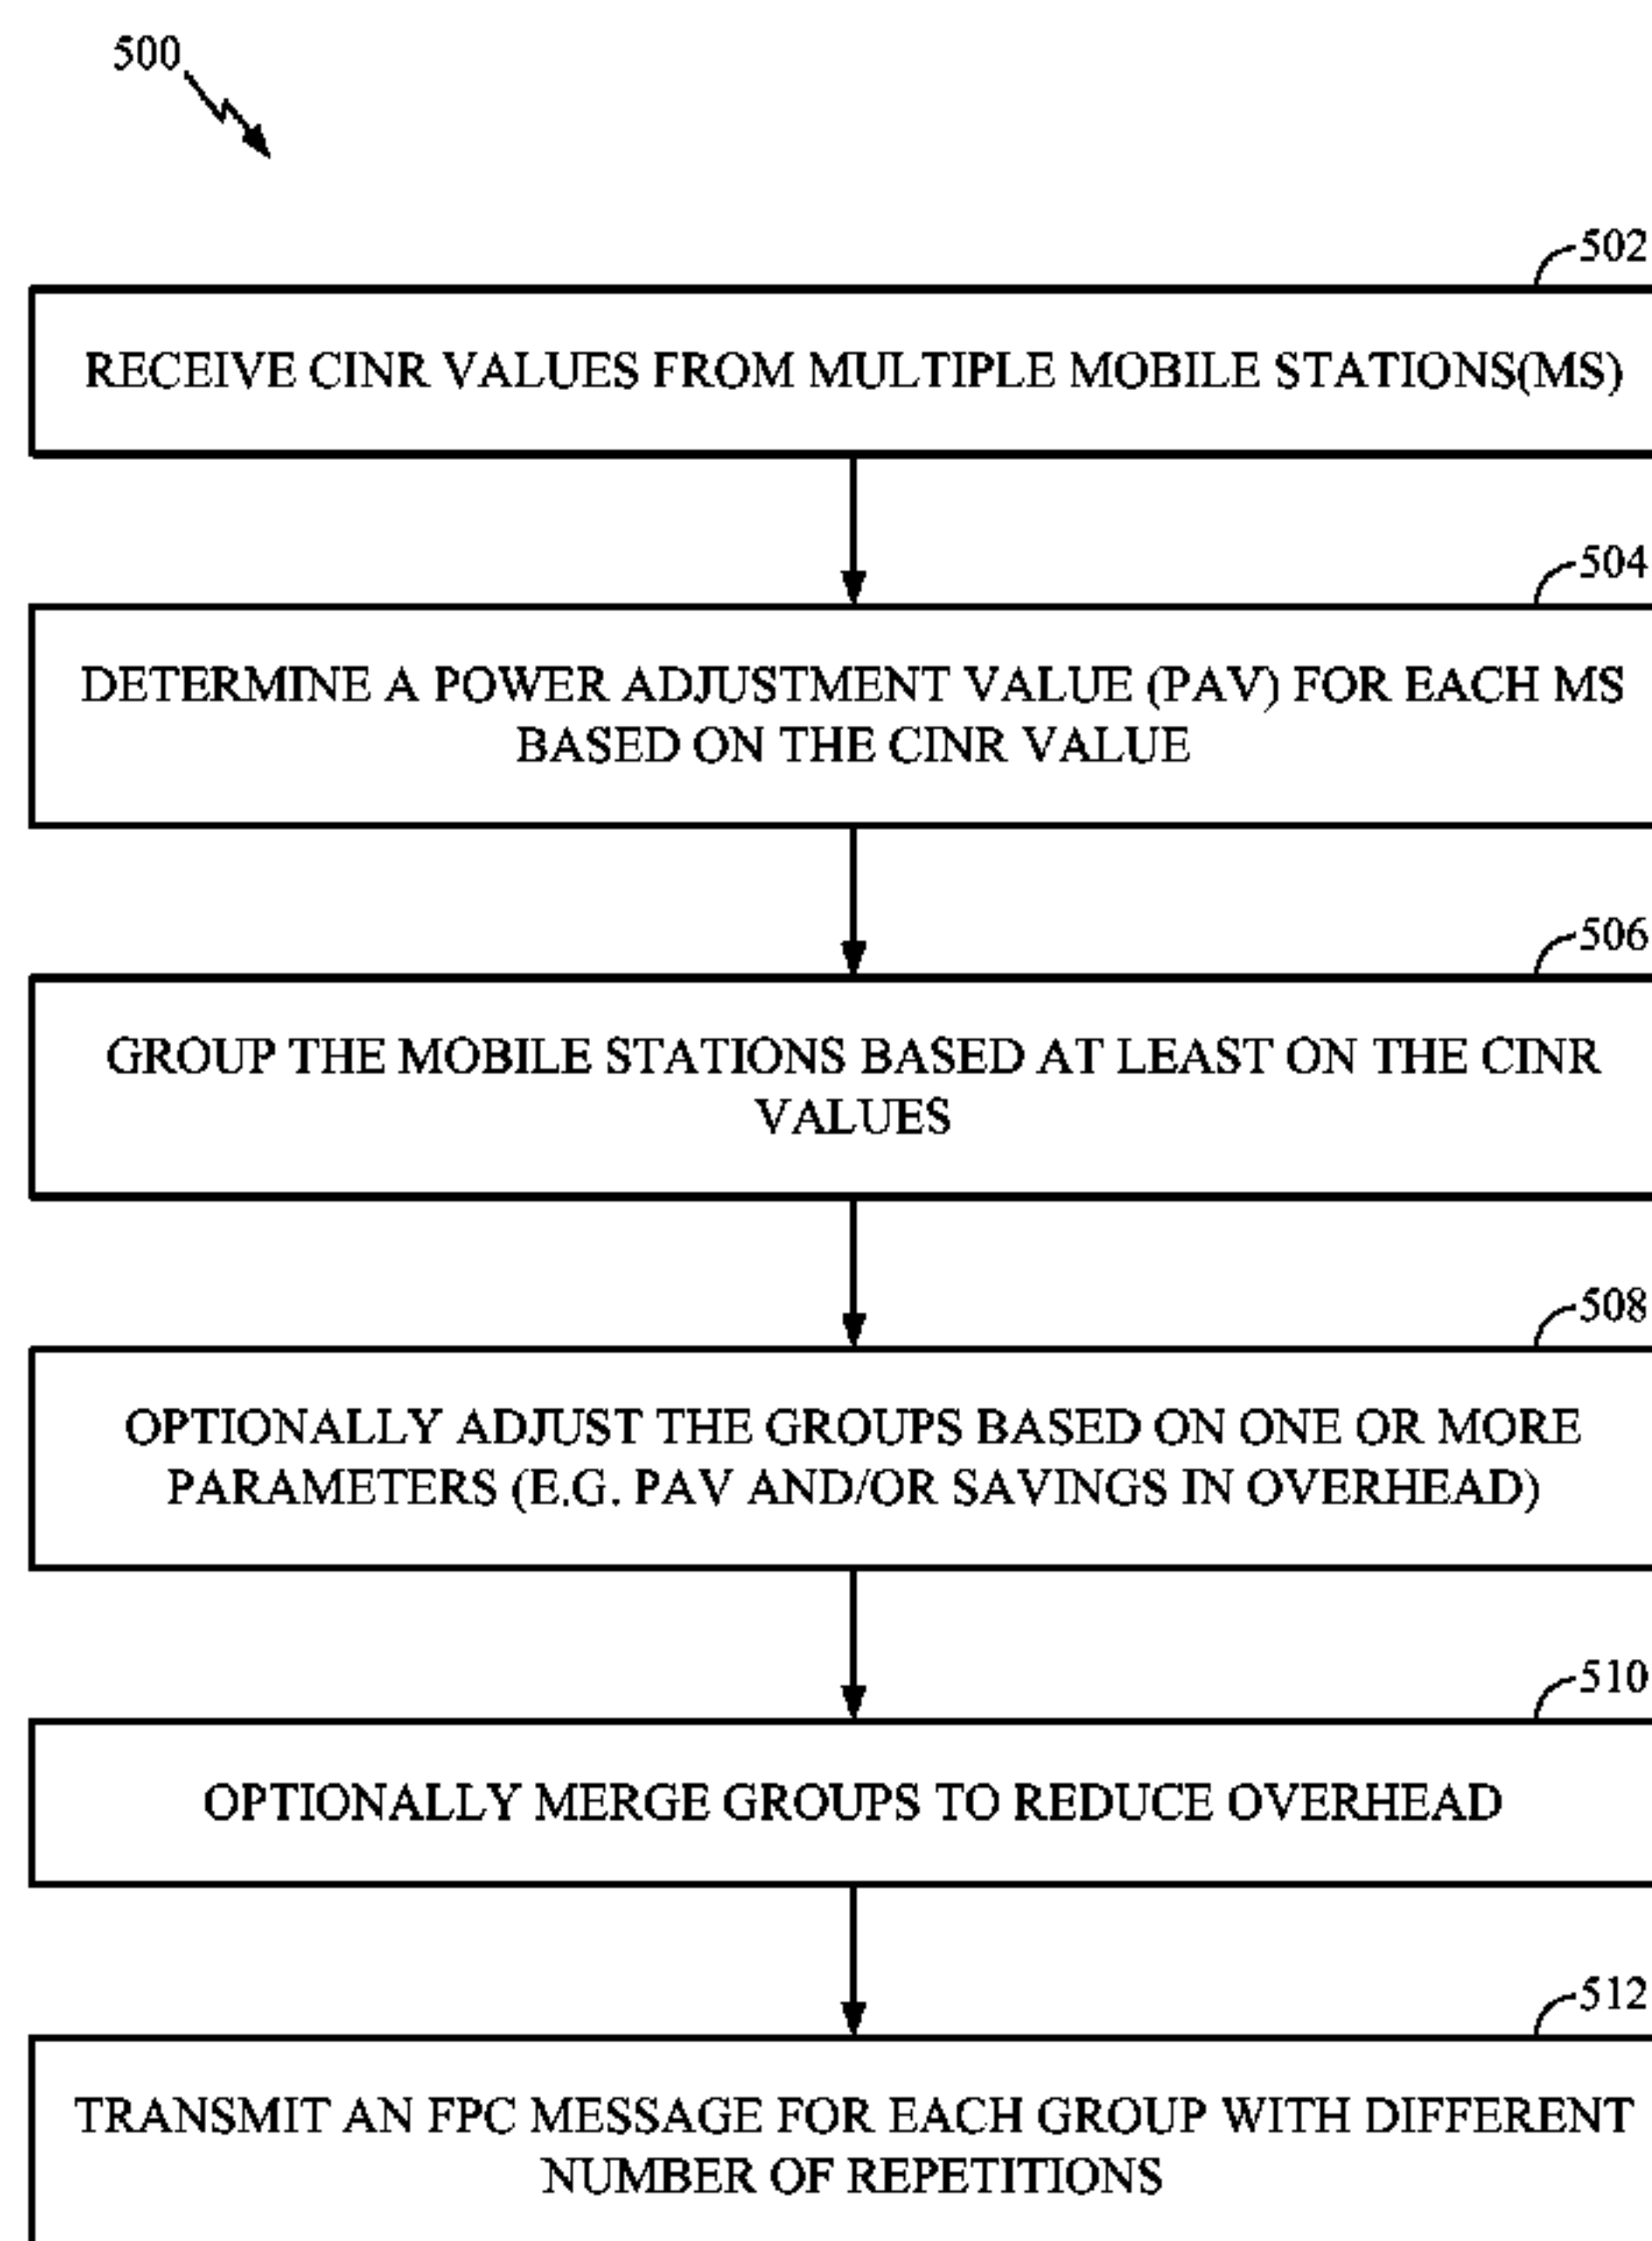 500
502
RECEIVE CINR VALUES FROM MULTIPLE MOBILE STATIONS(MS)
504
DETERMINE A POWER ADJUSTMENT VALUE (PAV) FOR EACH MS
BASED ON THE CINR VALUE
506
GROUP THE MOBILE STATIONS BASED AT LEAST ON THE CINR
VALUES
508
OPTIONALLY ADJUST THE GROUPS BASED ON ONE OR MORE
PARAMETERS (E.G. PAV AND/OR SAVINGS IN OVERHEAD)
510
OPTIONALLY MERGE GROUPS TO REDUCE OVERHEAD
512
TRANSMIT AN FPC MESSAGE FOR EACH GROUP WITH DIFFERENT
NUMBER OF REPETITIONS